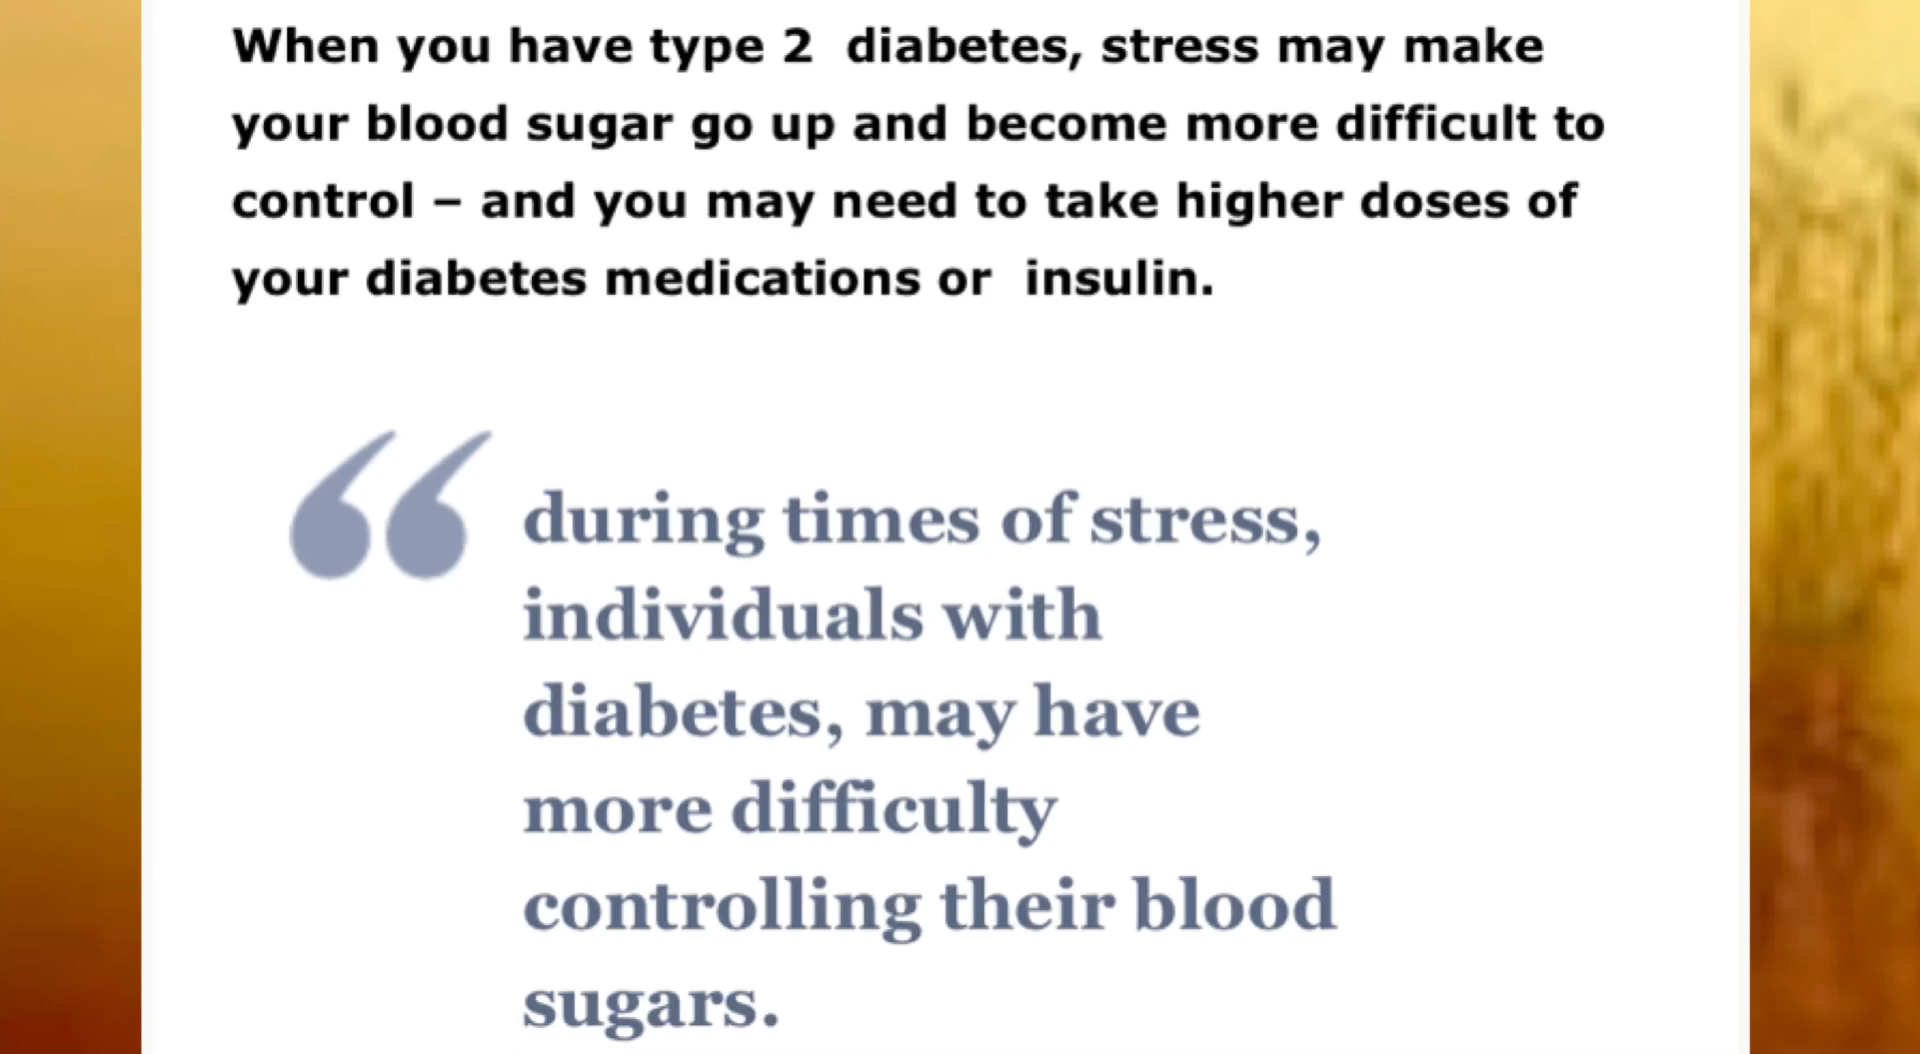 When you have type 2  diabetes, stress may make
your blood sugar go up and become more difficult to
control – and you may need to take higher doses of
your diabetes medications or  insulin.
“during times of stress,
individuals with
diabetes, may have
more difficulty
controlling their blood
sugars.